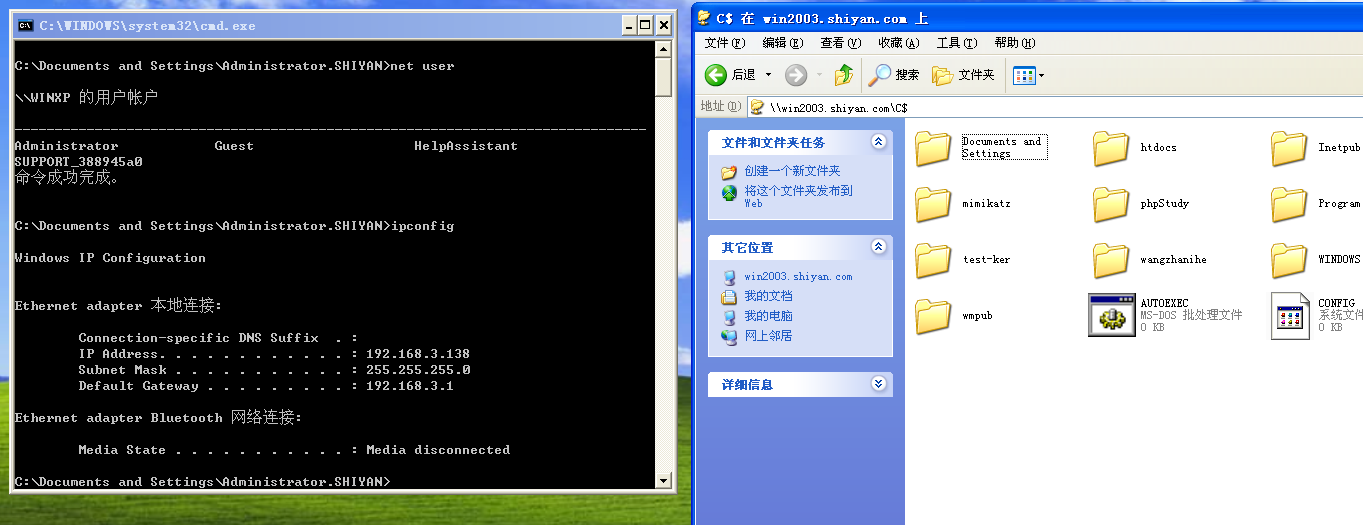 C:\WINDOWS\system32\cmd.exe
C:\Documents and Settings\Administrator.SHIYAN>net user
\\WINXP 的用户帐户
-------------------------------------------------------------------------------
Administrator Guest HelpAssistant
SUPPORT_388945a0
命令成功完成。
C:\Documents and Settings\Administrator.SHIYAN>ipconfig
Windows IP Configuration
Ethernet adapter 本地连接:
Connection-specific DNS Suffix . :
IP Address. . . . . . . . . . . . : 192.168.3.138
Subnet Mask . . . . . . . . . . . : 255.255.255.0
Default Gateway . . . . . . . . . : 192.168.3.1
Ethernet adapter Bluetooth 网络连接:
Media State . . . . . . . . . . . : Media disconnected
C:\Documents and Settings\Administrator.SHIYAN>
C$ 在 win2003.shiyan.com 上
文件(F) 编辑(E) 查看(V) 收藏(A) 工具(T) 帮助(H)
后退 搜索 文件夹
地址(D) \\win2003.shiyan.com\C$
文件和文件夹任务
创建一个新文件夹
将这个文件夹发布到
Web
其它位置
win2003.shiyan.com
我的文档
我的电脑
网上邻居
详细信息
Documents and
Settings
htdocs
Inetpub
mimikatz
phpStudy
Program
test-ker
wangzhanihe
WINDOWS
wmpub
AUTOEXEC
MS-DOS 批处理文件
0 KB
CONFIG
系统文件
0 KB